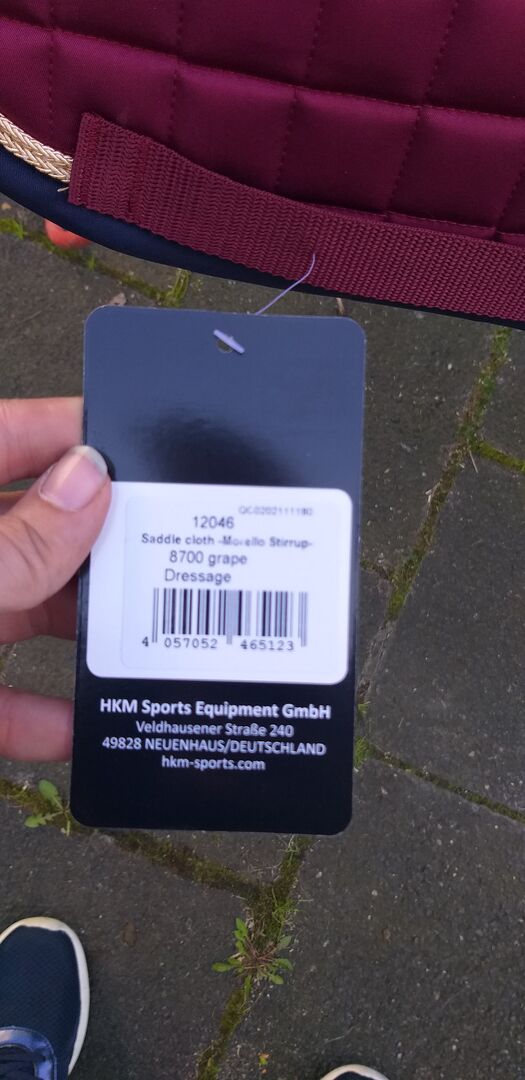 QC0202111180
12046
Saddle cloth -Morello Stirrup-
8700 grape
Dressage
4 057052 465123
HKM Sports Equipment GmbH
Veldhausener Straße 240
49828 NEUENHAUS/DEUTSCHLAND
hkm-sports.com